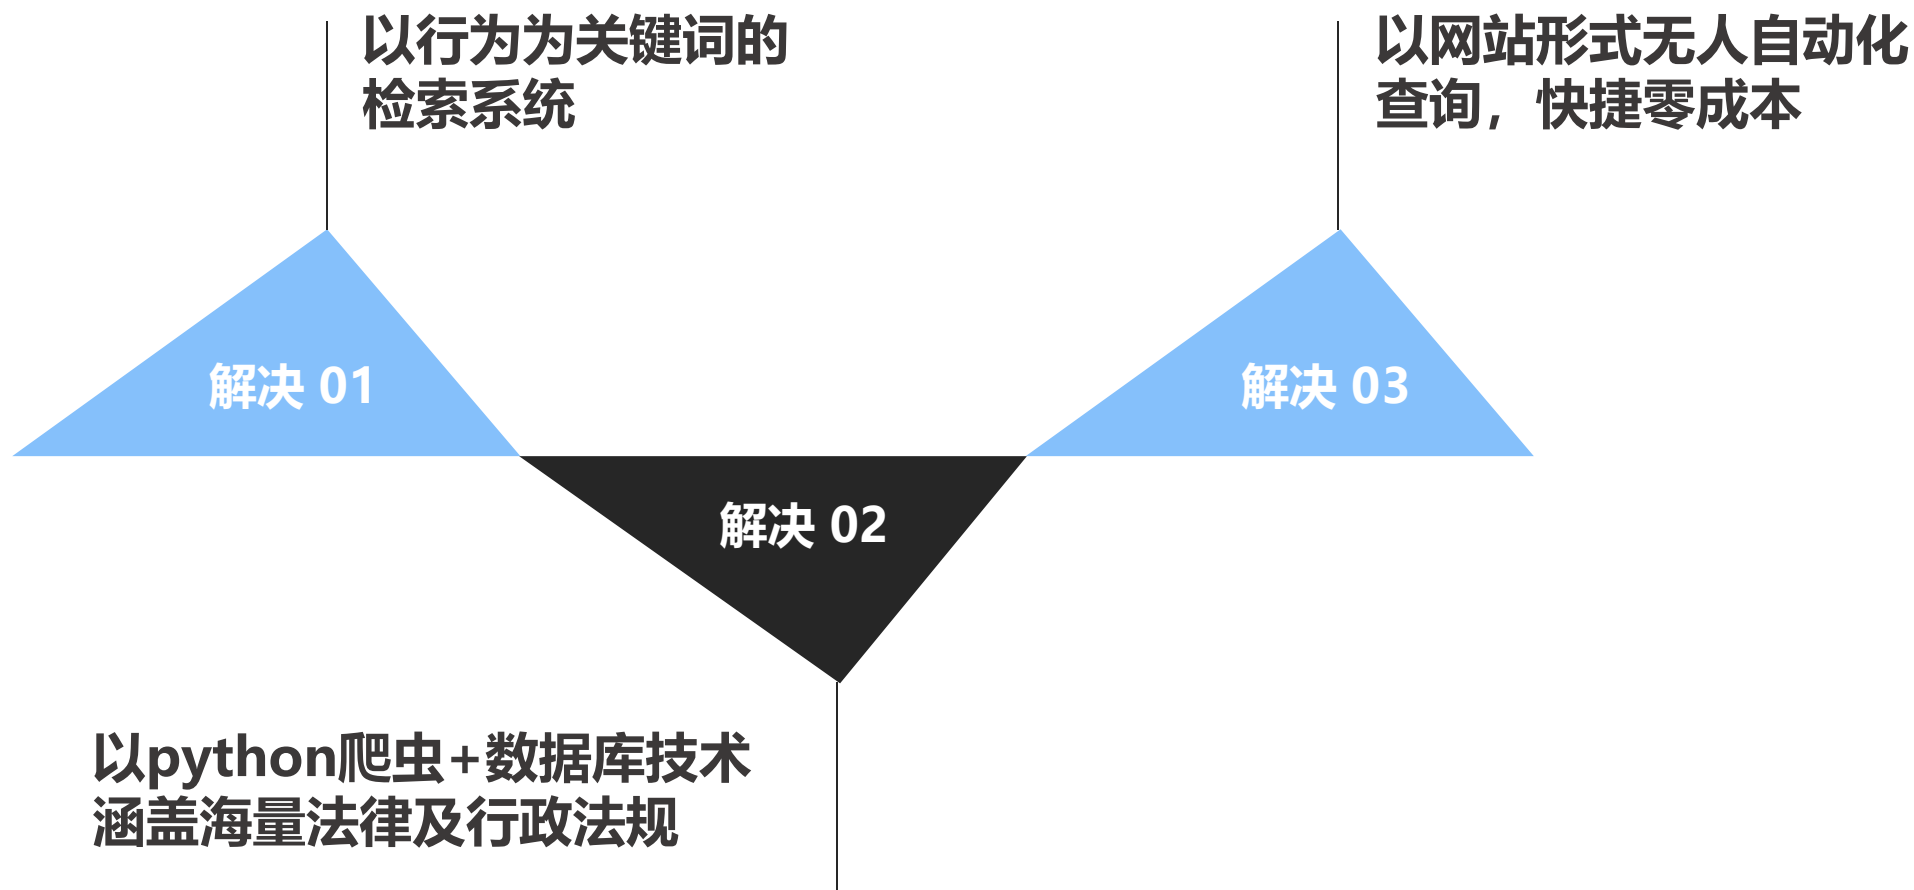 以行为为关键词的
检索系统
以网站形式无人自动化
查询，快捷零成本
解决 01
解决 03
解决 02
以python爬虫+数据库技术
涵盖海量法律及行政法规